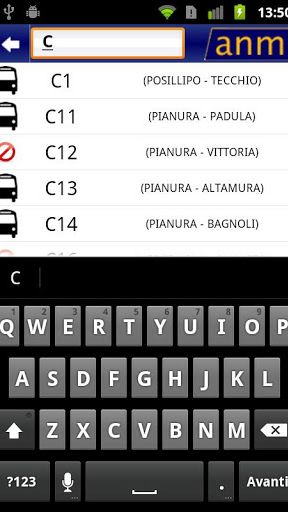 13:50
C
anm
C1 (POSILLIPO - TECCHIO)
C11 (PIANURA - PADULA)
C12 (PIANURA - VITTORIA)
C13 (PIANURA - ALTAMURA)
C14 (PIANURA - BAGNOLI)
C
1 2 3 4 5 6 7 8 9 0
Q W E R T Y U I O P
A S D F G H J K L
Z X C V B N M
?123 . Avanti